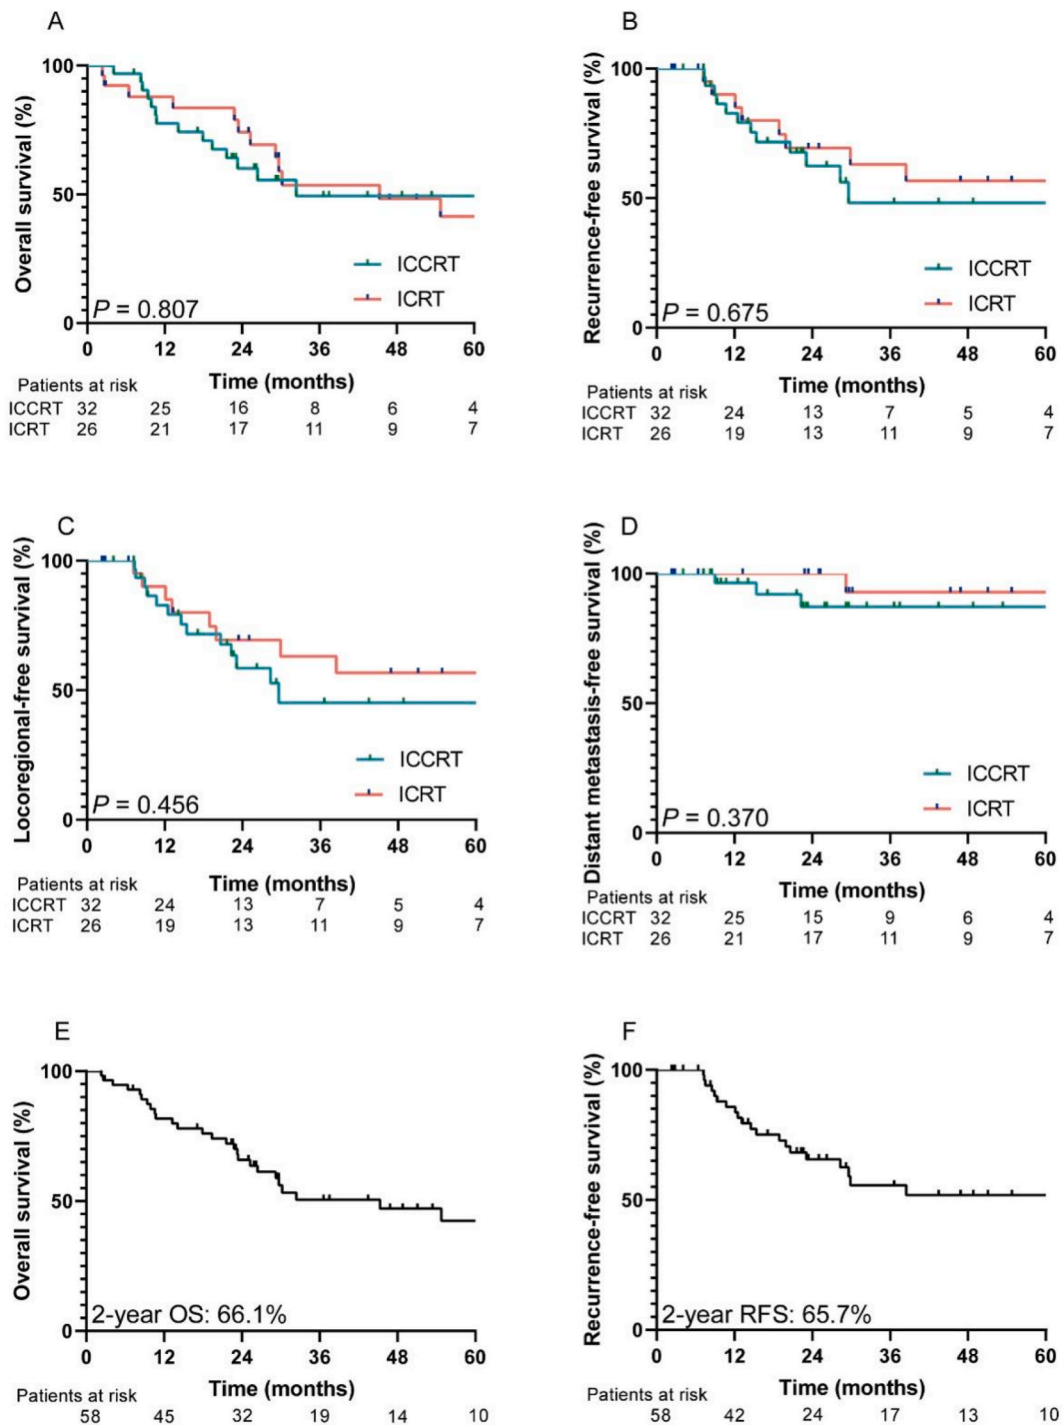 A
Overall survival (%)
100
50
0
ICCRT
ICRT
P = 0.807
0 12 24 36 48 60
Time (months)
Patients at risk
ICCRT 32 25 16 8 6 4
ICRT 26 21 17 11 9 7
B
Recurrence-free survival (%)
100
50
0
ICCRT
ICRT
P = 0.675
0 12 24 36 48 60
Time (months)
Patients at risk
ICCRT 32 24 13 7 5 4
ICRT 26 19 13 11 9 7
C
Locoregional-free survival (%)
100
50
0
ICCRT
ICRT
P = 0.456
0 12 24 36 48 60
Time (months)
Patients at risk
ICCRT 32 24 13 7 5 4
ICRT 26 19 13 11 9 7
D
Distant metastasis-free survival (%)
100
50
0
ICCRT
ICRT
P = 0.370
0 12 24 36 48 60
Time (months)
Patients at risk
ICCRT 32 25 15 9 6 4
ICRT 26 21 17 11 9 7
E
Overall survival (%)
100
50
0
2-year OS: 66.1%
0 12 24 36 48 60
Time (months)
Patients at risk
58 45 32 19 14 10
F
Recurrence-free survival (%)
100
50
0
2-year RFS: 65.7%
0 12 24 36 48 60
Time (months)
Patients at risk
58 42 24 17 13 10